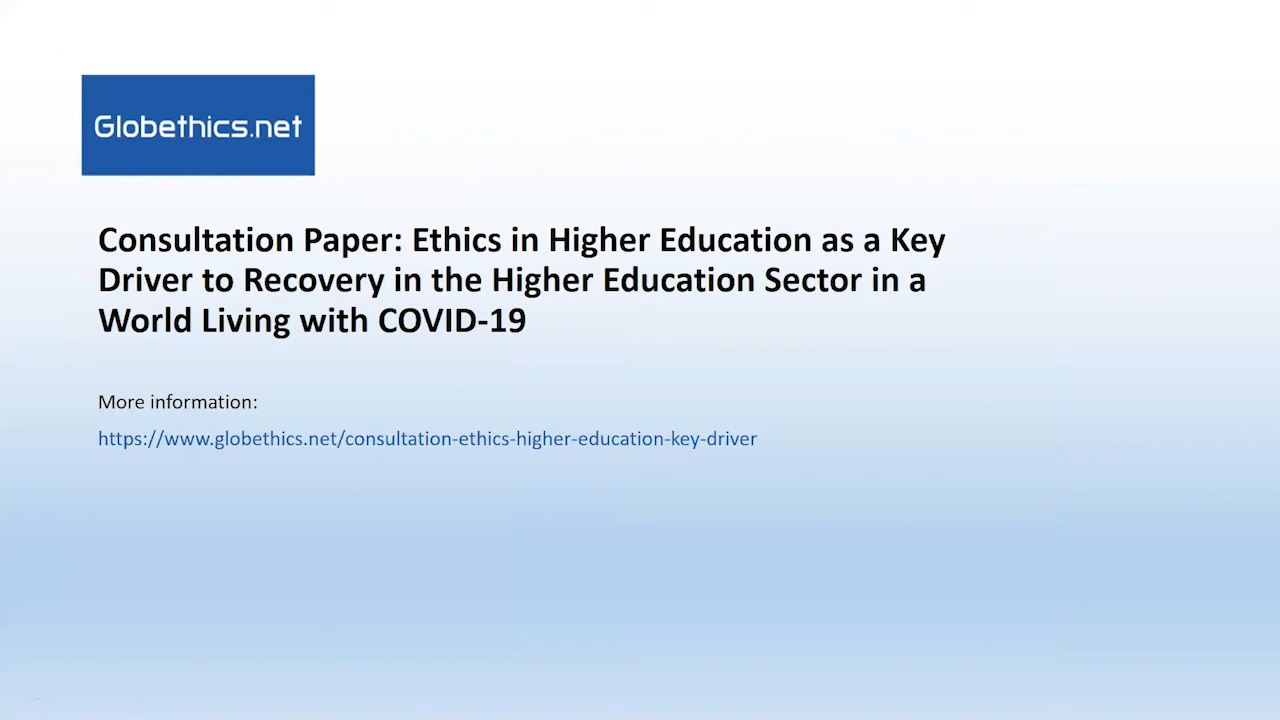 Globethics.net
Consultation Paper: Ethics in Higher Education as a Key
Driver to Recovery in the Higher Education Sector in a
World Living with COVID-19
More information:
https://www.globethics.net/consultation-ethics-higher-education-key-driver